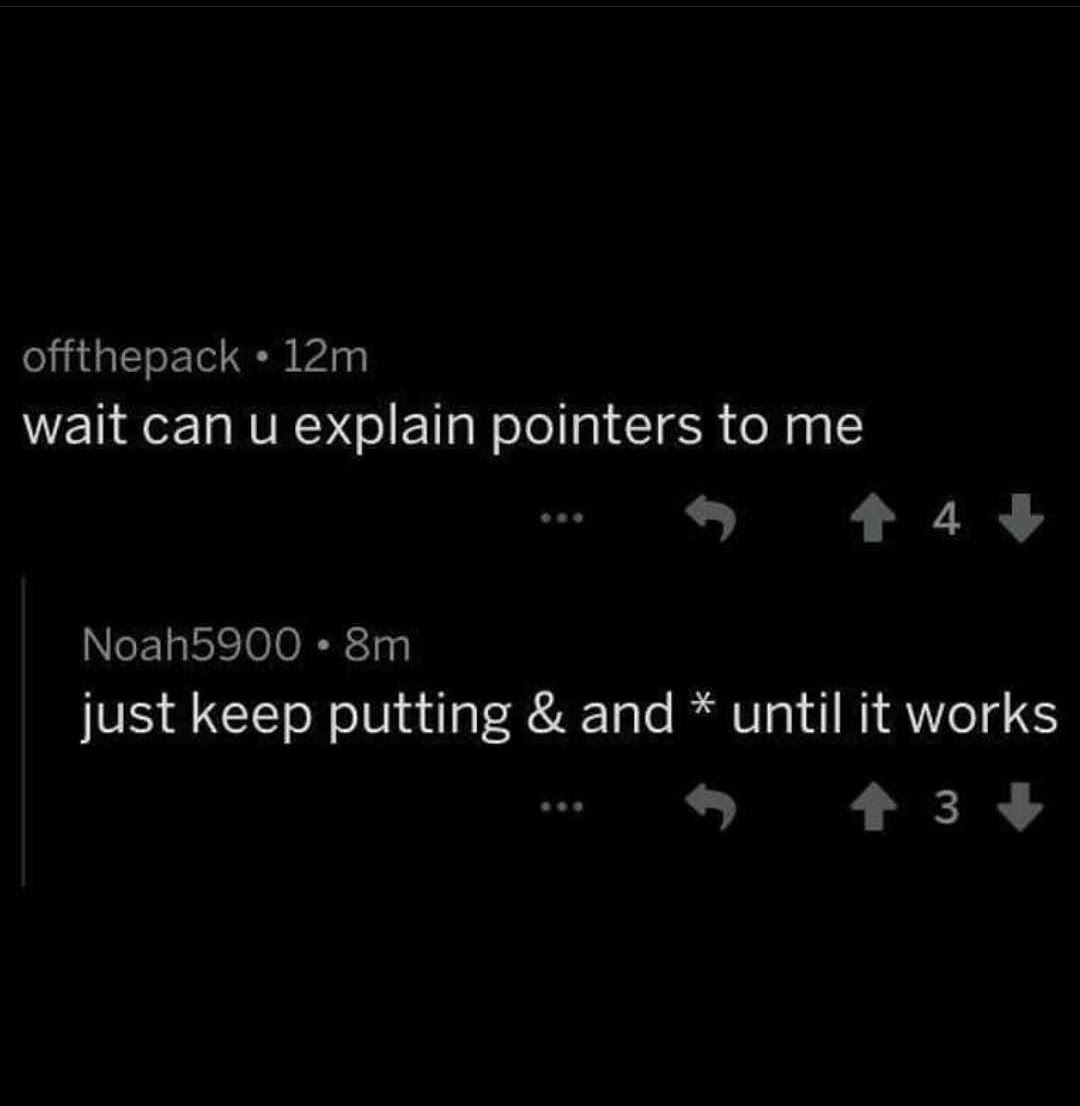 offthepack • 12m
wait can u explain pointers to me
... 4
Noah5900 • 8m
just keep putting & and * until it works
... 3